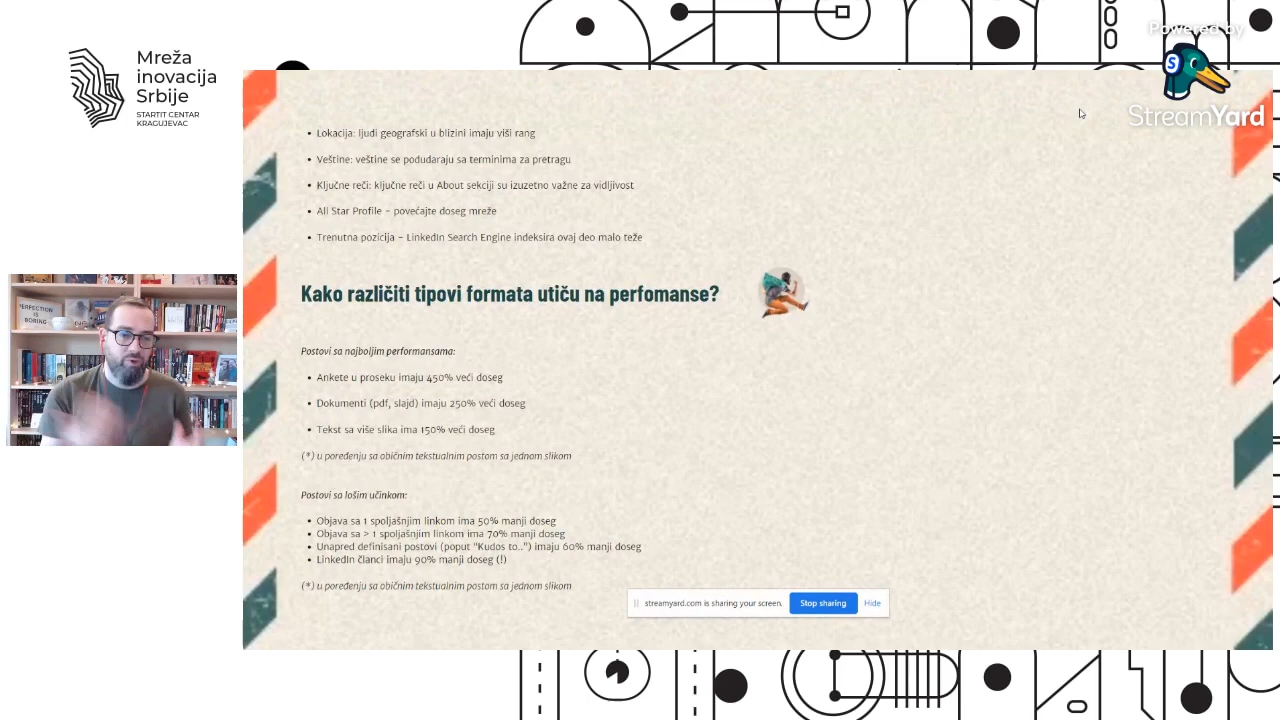 Mreža
inovacija
Srbije
STARTIT CENTAR
KRAGUJEVAC
Powered by
StreamYard
• Lokacija: ljudi geografski u blizini imaju viši rang
• Veštine: veštine se podudaraju sa terminima za pretragu
• Ključne reči: ključne reči u About sekciji su izuzetno važne za vidljivost
• All Star Profile – povećajte doseg mreže
• Trenutna pozicija – LinkedIn Search Engine indeksira ovaj deo malo teže
Kako različiti tipovi formata utiču na perfomanse?
Postovi sa najboljim performansama:
• Ankete u proseku imaju 450% veći doseg
• Dokumenti (pdf, slajd) imaju 250% veći doseg
• Tekst sa više slika ima 150% veći doseg
(*) u poređenju sa običnim tekstualnim postom sa jednom slikom
Postovi sa lošim učinkom:
• Objava sa 1 spoljašnjim linkom ima 50% manji doseg
• Objava sa > 1 spoljašnjim linkom ima 70% manji doseg
• Unapred definisani postovi (poput "Kudos to..") imaju 60% manji doseg
• LinkedIn članci imaju 90% manji doseg (!)
(*) u poređenju sa običnim tekstualnim postom sa jednom slikom
streamyard.com is sharing your screen.
Stop sharing
Hide
PERFECTION
IS
BORING